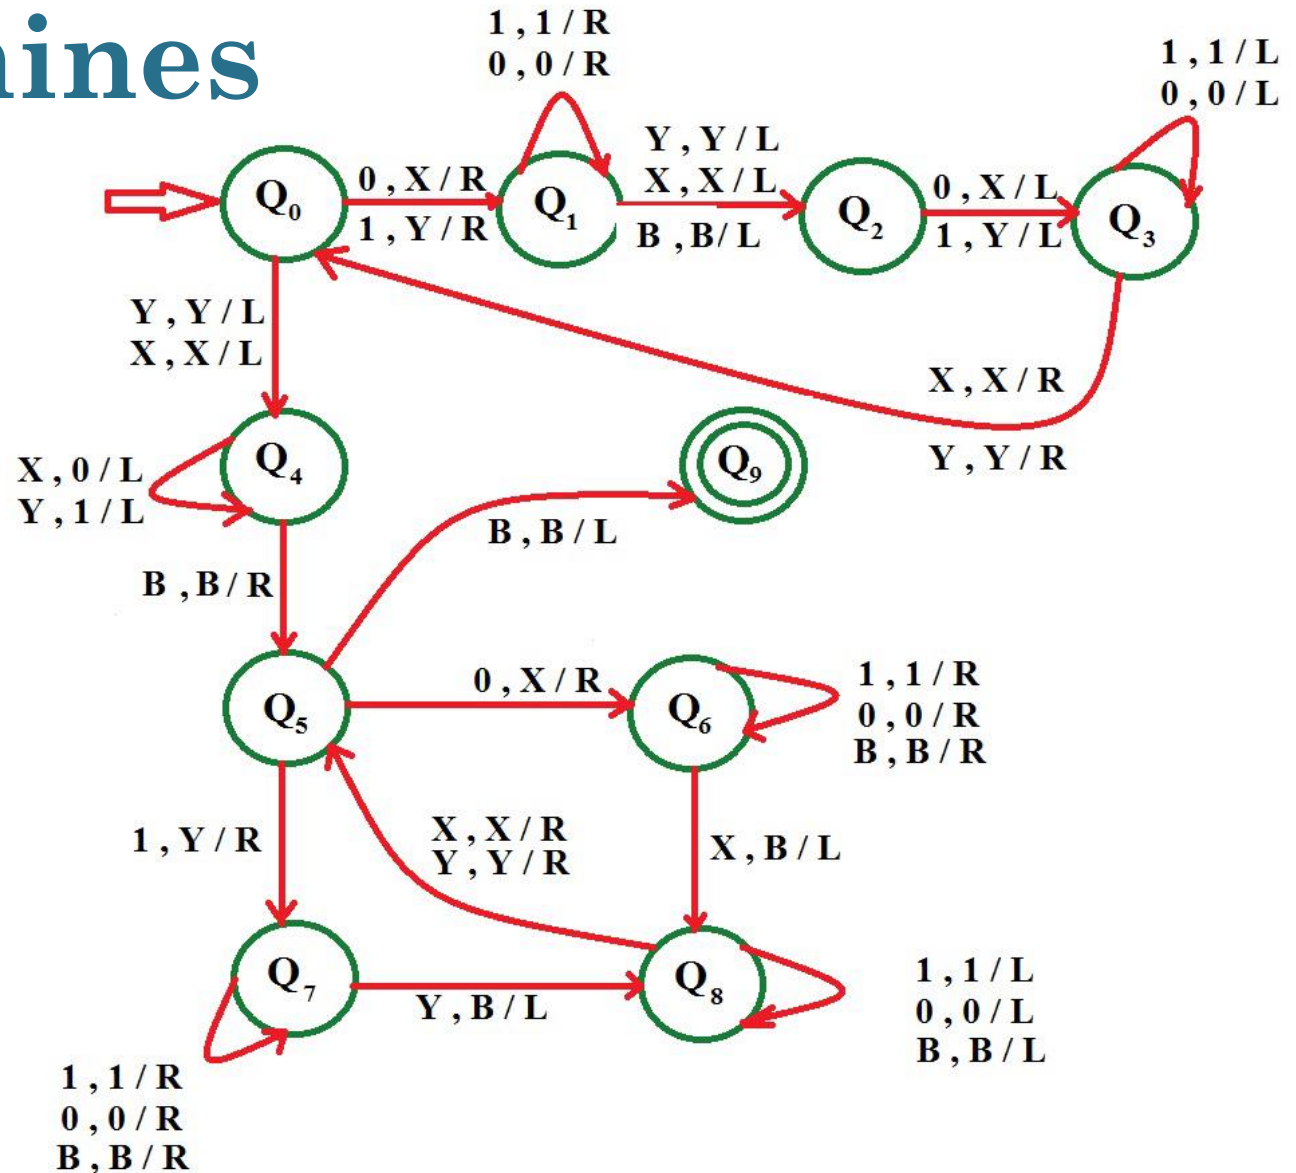 ines
1 , 1 / R
0 , 0 / R
1 , 1 / L
0 , 0 / L
Y , Y / L
X , X / L
B , B / L
0 , X / R
1 , Y / R
0 , X / L
1 , Y / L
Q0
Q1
Q2
Q3
Y , Y / L
X , X / L
X , X / R
Y , Y / R
X , 0 / L
Y , 1 / L
Q4
Q9
B , B / L
B , B / R
0 , X / R
Q5
Q6
1 , 1 / R
0 , 0 / R
B , B / R
1 , Y / R
X , X / R
Y , Y / R
X , B / L
Q7
Q8
Y , B / L
1 , 1 / L
0 , 0 / L
B , B / L
1 , 1 / R
0 , 0 / R
B , B / R